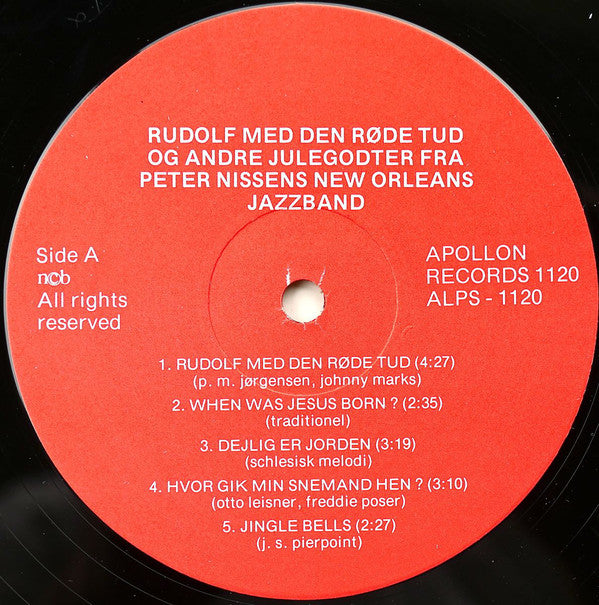 RUDOLF MED DEN RØDE TUD
OG ANDRE JULEGODTER FRA
PETER NISSENS NEW ORLEANS
JAZZBAND
Side A
n©b
All rights
reserved
APOLLON
RECORDS 1120
ALPS - 1120
1. RUDOLF MED DEN RØDE TUD (4:27)
(p. m. jørgensen, johnny marks)
2. WHEN WAS JESUS BORN ? (2:35)
(traditionel)
3. DEJLIG ER JORDEN (3:19)
(schlesisk melodi)
4. HVOR GIK MIN SNEMAND HEN ? (3:10)
(otto leisner, freddie poser)
5. JINGLE BELLS (2:27)
(j. s. pierpoint)